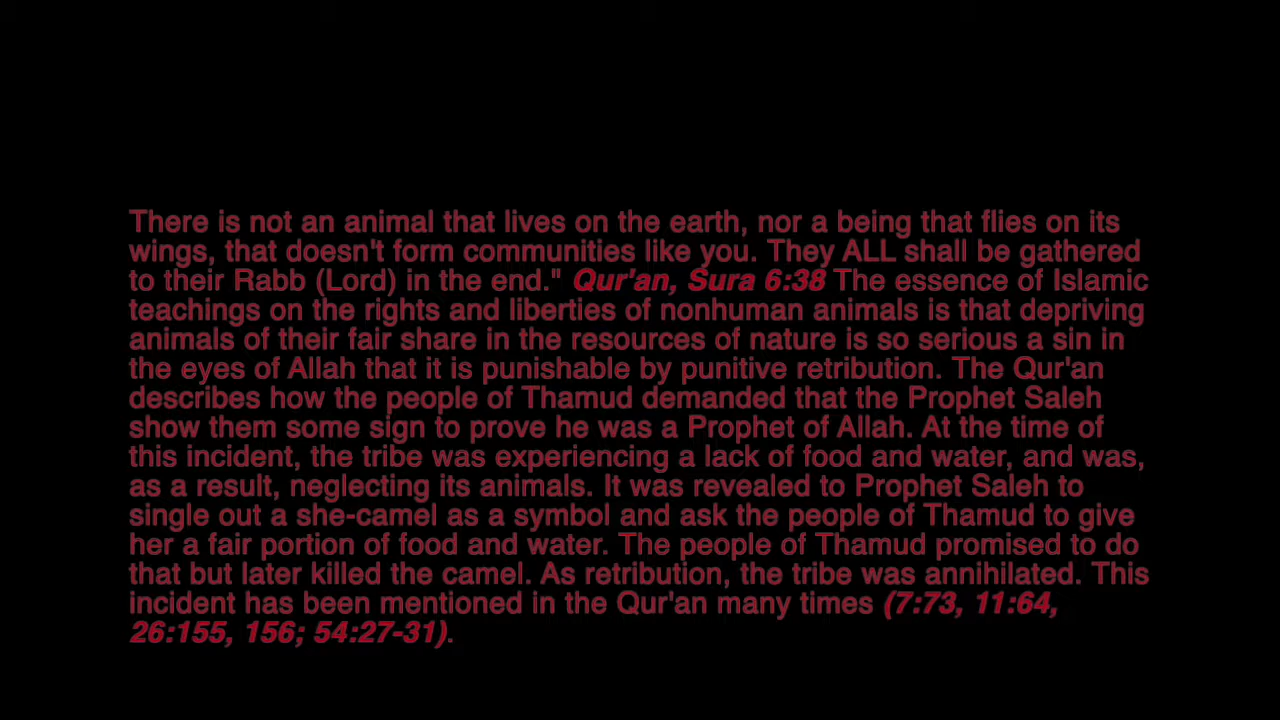 There is not an animal that lives on the earth, nor a being that flies on its
wings, that doesn't form communities like you. They ALL shall be gathered
to their Rabb (Lord) in the end." Qur'an, Sura 6:38 The essence of Islamic
teachings on the rights and liberties of nonhuman animals is that depriving
animals of their fair share in the resources of nature is so serious a sin in
the eyes of Allah that it is punishable by punitive retribution. The Qur'an
describes how the people of Thamud demanded that the Prophet Saleh
show them some sign to prove he was a Prophet of Allah. At the time of
this incident, the tribe was experiencing a lack of food and water, and was,
as a result, neglecting its animals. It was revealed to Prophet Saleh to
single out a she-camel as a symbol and ask the people of Thamud to give
her a fair portion of food and water. The people of Thamud promised to do
that but later killed the camel. As retribution, the tribe was annihilated. This
incident has been mentioned in the Qur'an many times (7:73, 11:64,
26:155, 156; 54:27-31).